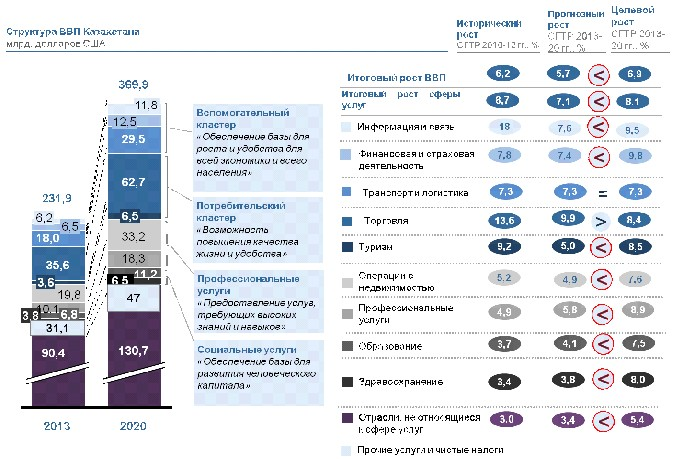 Структура ВВП Казахстана
млрд. долларов США
Исторический
рост
СГТР 2010-12 гг., %
Прогнозный
рост
СГТР 2013-
20 гг., %
Целевой
рост
СГТР 2013-
20 гг., %
369,9
11,8
12,5
29,5
62,7
6,5
33,2
18,3
11,2
6,5
47
130,7
2020
231,9
6,2
6,5
18,0
35,6
3,6
19,8
10,1
3,8
6,8
31,1
90,4
2013
Вспомогательный
кластер
«Обеспечение базы для
роста и удобства для
всей экономики и всего
населения»
Потребительский
кластер
«Возможность
повышения качества
жизни и удобства»
Профессиональные
услуги
«Предоставление услуг,
требующих высоких
знаний и навыков»
Социальные услуги
«Обеспечение базы для
развития человеческого
капитала»
Итоговый рост ВВП 6,2 5,7 < 6,9
Итоговый рост сферы
услуг 8,7 7,1 < 8,1
Информация и связь 18 7,6 < 9,5
Финансовая и страховая
деятельность 7,8 7,4 < 9,8
Транспорт и логистика 7,3 7,3 = 7,3
Торговля 13,6 9,9 > 8,4
Туризм 9,2 5,0 < 8,5
Операции с
недвижимостью 5,2 4,9 < 7,6
Профессиональные
услуги 4,9 5,8 < 8,9
Образование 3,7 4,1 < 7,5
Здравоохранение 3,4 3,8 < 8,0
Отрасли, не относящиеся
к сфере услуг 3,0 3,4 < 5,4
Прочие услуги и чистые налоги